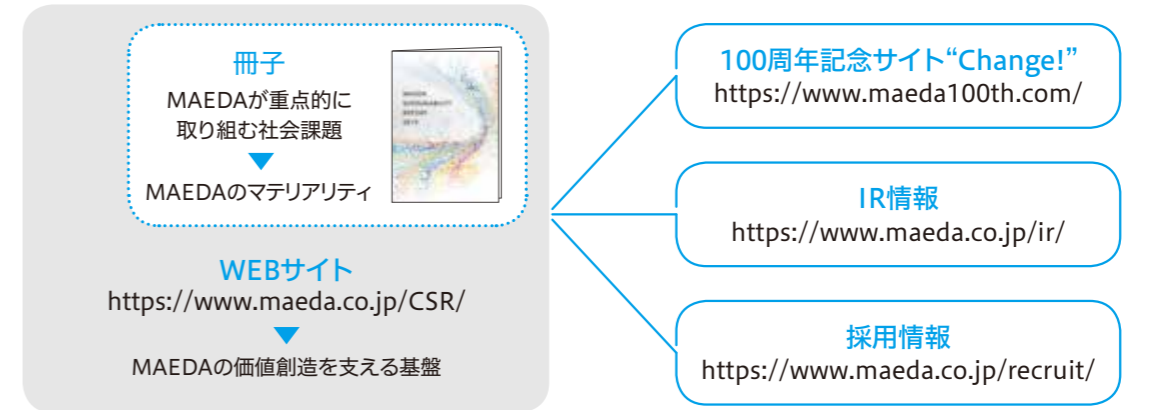 冊子
MAEDAが重点的に
取り組む社会課題
MAEDAのマテリアリティ
MAEDA
SUSTAINABILITY
REPORT
2019
WEBサイト
https://www.maeda.co.jp/CSR/
MAEDAの価値創造を支える基盤
100周年記念サイト“Change!”
https://www.maeda100th.com/
IR情報
https://www.maeda.co.jp/ir/
採用情報
https://www.maeda.co.jp/recruit/